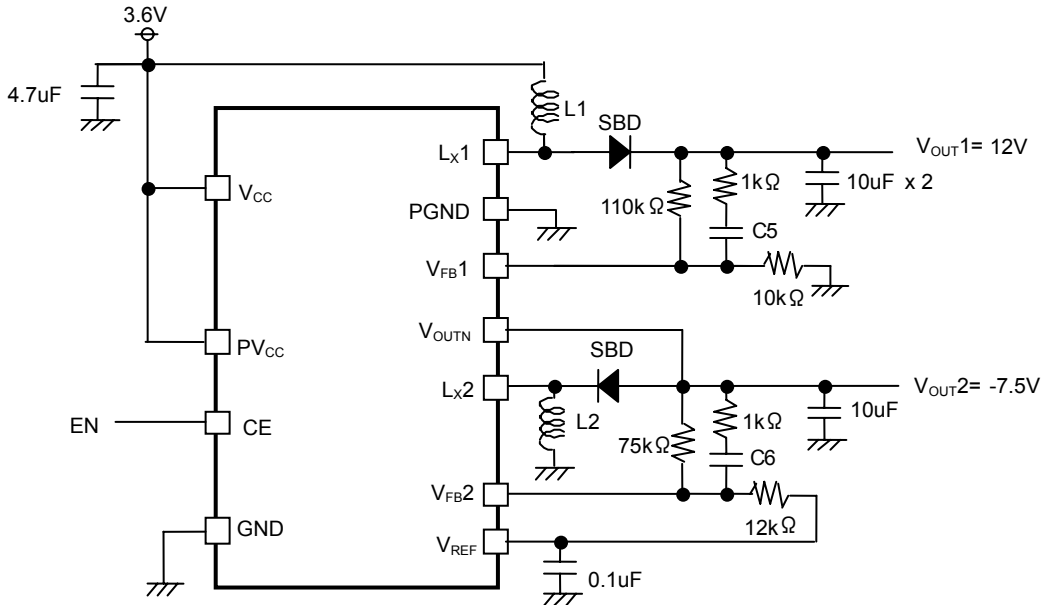 3.6V
4.7uF
L1
SBD
LX1
VOUT1= 12V
1kΩ
10uF x 2
VCC
PGND
110kΩ
C5
VFB1
10kΩ
VOUTN
PVCC
SBD
LX2
VOUT2= -7.5V
EN
CE
L2
1kΩ
10uF
75kΩ
C6
VFB2
GND
12kΩ
VREF
0.1uF